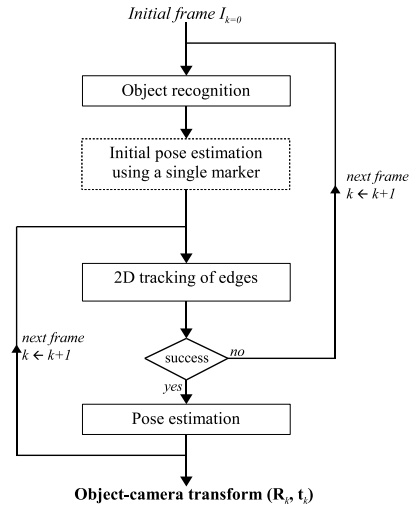 Initial frame I_{k=0}
Object recognition
Initial pose estimation
using a single marker
next frame
k ← k+1
2D tracking of edges
success
no
yes
next frame
k ← k+1
Pose estimation
Object-camera transform (R_k, t_k)